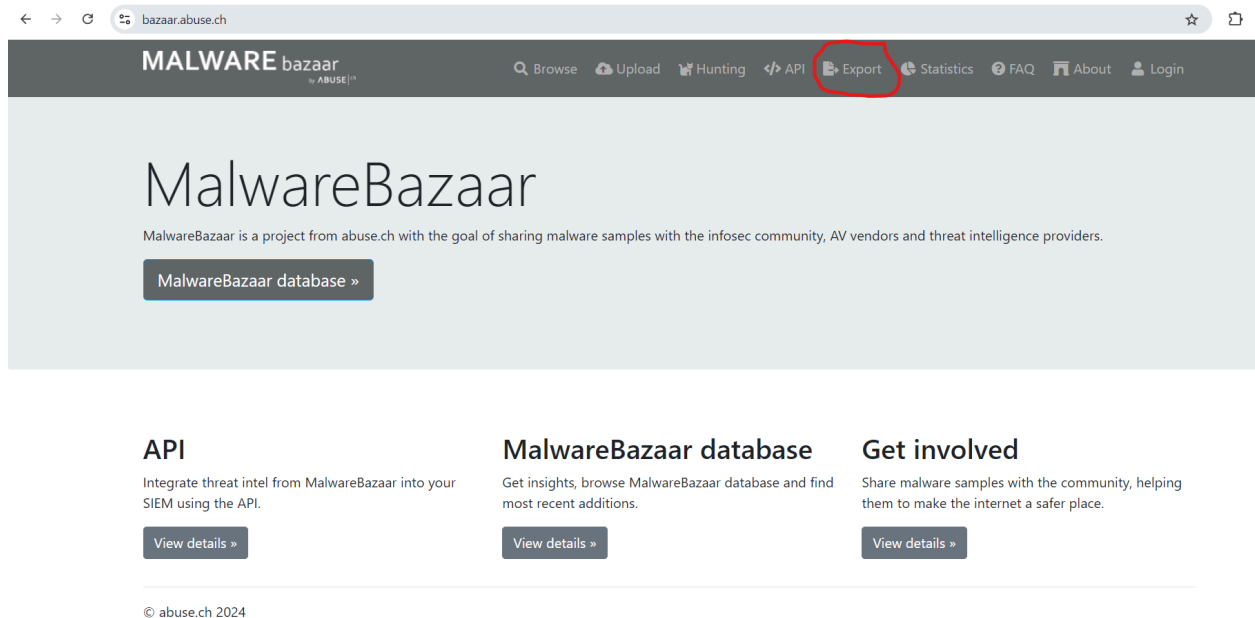 bazaar.abuse.ch
MALWARE bazaar
by ABUSE|ch
Browse Upload Hunting </> API Export Statistics FAQ About Login
MalwareBazaar
MalwareBazaar is a project from abuse.ch with the goal of sharing malware samples with the infosec community, AV vendors and threat intelligence providers.
MalwareBazaar database »
API
Integrate threat intel from MalwareBazaar into your
SIEM using the API.
View details »
MalwareBazaar database
Get insights, browse MalwareBazaar database and find
most recent additions.
View details »
Get involved
Share malware samples with the community, helping
them to make the internet a safer place.
View details »
© abuse.ch 2024